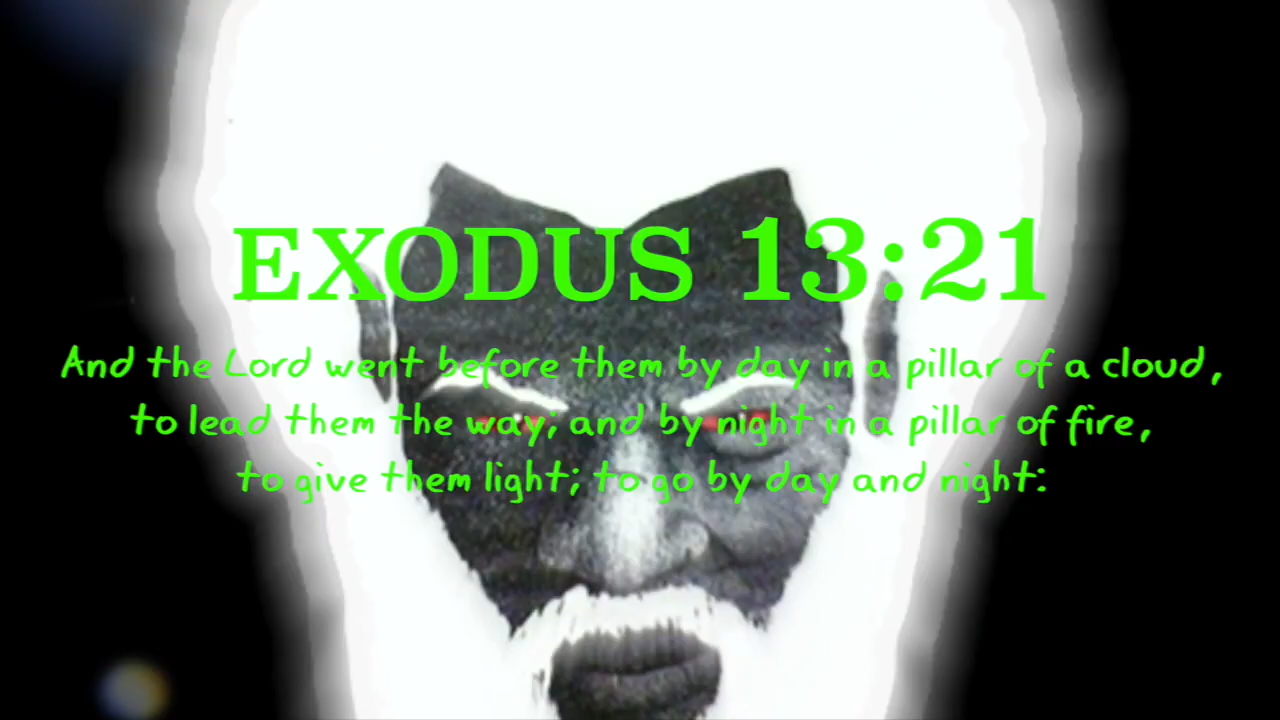 EXODUS 13:21
And the Lord went before them by day in a pillar of a cloud,
to lead them the way; and by night in a pillar of fire,
to give them light; to go by day and night: